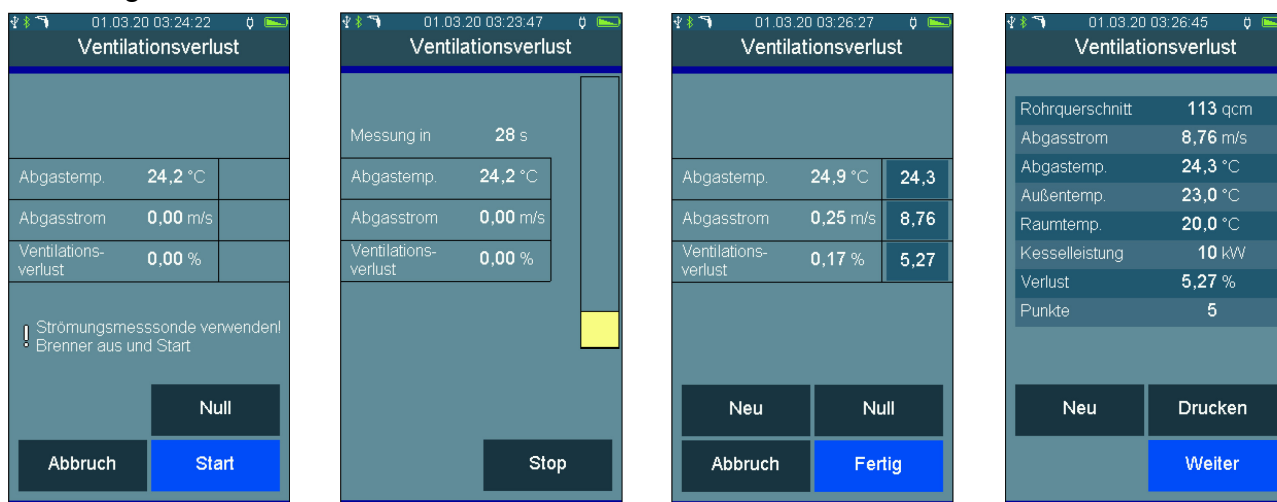 01.03.20 03:24:22
Ventilationsverlust
Abgastemp. 24,2 °C
Abgasstrom 0,00 m/s
Ventilations-
verlust 0,00 %
Strömungsmesssonde verwenden!
Brenner aus und Start
Null
Abbruch Start
01.03.20 03:23:47
Ventilationsverlust
Messung in 28 s
Abgastemp. 24,2 °C
Abgasstrom 0,00 m/s
Ventilations-
verlust 0,00 %
Stop
01.03.20 03:26:27
Ventilationsverlust
Abgastemp. 24,9 °C 24,3
Abgasstrom 0,25 m/s 8,76
Ventilations-
verlust 0,17 % 5,27
Neu Null
Abbruch Fertig
01.03.20 03:26:45
Ventilationsverlust
Rohrquerschnitt 113 qcm
Abgasstrom 8,76 m/s
Abgastemp. 24,3 °C
Außentemp. 23,0 °C
Raumtemp. 20,0 °C
Kesselleistung 10 kW
Verlust 5,27 %
Punkte 5
Neu Drucken
Weiter